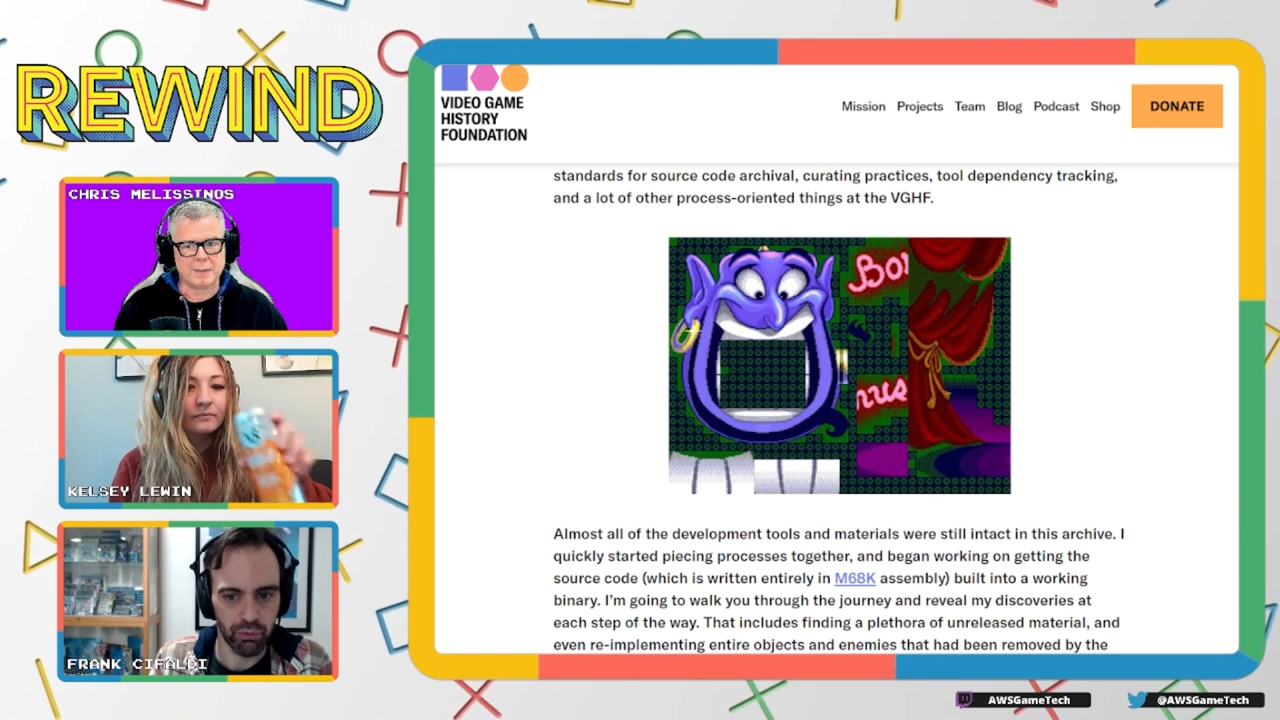 REWIND
CHRIS MELISSINOS
KELSEY LEWIN
FRANK CIFALDI
VIDEO GAME
HISTORY
FOUNDATION
Mission Projects Team Blog Podcast Shop DONATE
standards for source code archival, curating practices, tool dependency tracking,
and a lot of other process-oriented things at the VGHF.
Bor
nus
Almost all of the development tools and materials were still intact in this archive. I
quickly started piecing processes together, and began working on getting the
source code (which is written entirely in M68K assembly) built into a working
binary. I’m going to walk you through the journey and reveal my discoveries at
each step of the way. That includes finding a plethora of unreleased material, and
even re-implementing entire objects and enemies that had been removed by the
AWSGameTech
@AWSGameTech